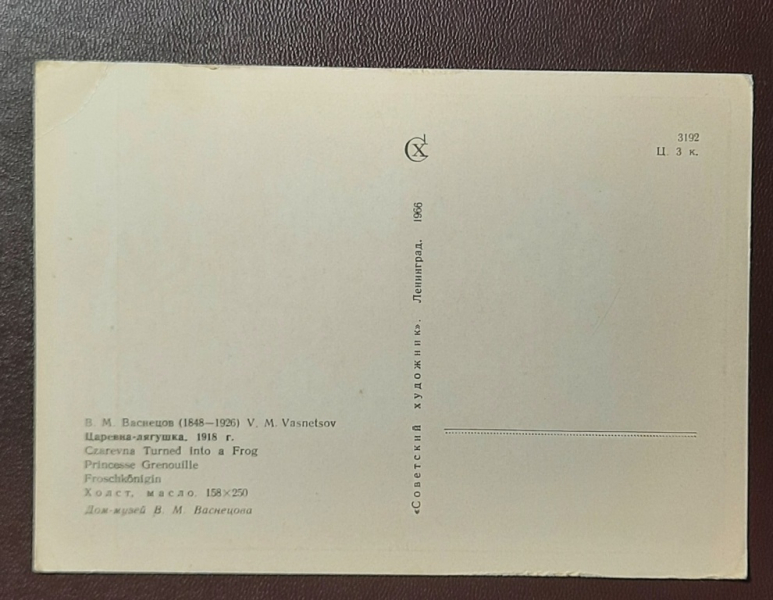 В. М. Васнецов (1848—1926) V. M. Vasnetsov
Царевна-лягушка. 1918 г.
Czarevna Turned into a Frog
Princesse Grenouille
Froschkönigin
Холст, масло. 158×250
Дом-музей В. М. Васнецова
«Советский художник». Ленинград. 1966
СХ
3192
Ц. 3 к.